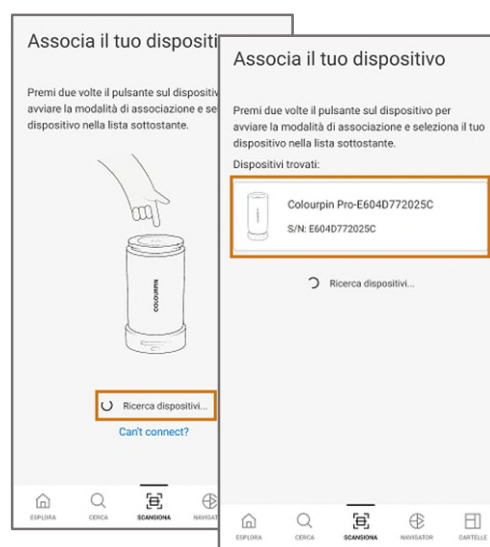 Associa il tuo dispositi
Premi due volte il pulsante sul dispositiv
avviare la modalità di associazione e se
dispositivo nella lista sottostante.
COLOURPIN
Ricerca dispositivi...
Can't connect?
ESPLORA
CERCA
SCANSIONA
NAVIGAT
Associa il tuo dispositivo
Premi due volte il pulsante sul dispositivo per
avviare la modalità di associazione e seleziona il tuo
dispositivo nella lista sottostante.
Dispositivi trovati:
Colourpin Pro-E604D772025C
S/N: E604D772025C
Ricerca dispositivi...
ESPLORA
CERCA
SCANSIONA
NAVIGATOR
CARTELLE